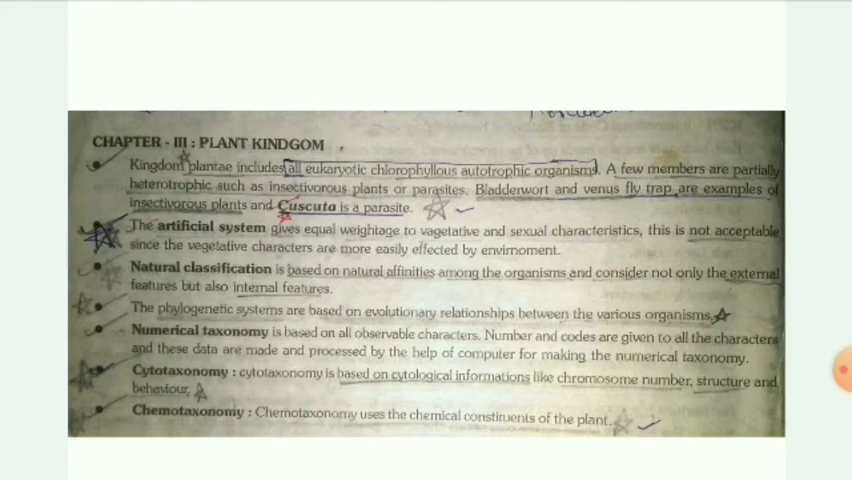 CHAPTER - III : PLANT KINDGOM
Kingdom plantae includes all eukaryotic chlorophyllous autotrophic organisms. A few members are partially
heterotrophic such as insectivorous plants or parasites. Bladderwort and venus fly trap are examples of
insectivorous plants and Cuscuta is a parasite.
The artificial system gives equal weightage to vagetative and sexual characteristics, this is not acceptable
since the vegetative characters are more easily effected by envirnoment.
Natural classification is based on natural affinities among the organisms and consider not only the external
features but also internal features.
The phylogenetic systems are based on evolutionary relationships between the various organisms.
Numerical taxonomy is based on all observable characters. Number and codes are given to all the characters
and these data are made and processed by the help of computer for making the numerical taxonomy.
Cytotaxonomy : cytotaxonomy is based on cytological informations like chromosome number, structure and
behaviour.
Chemotaxonomy : Chemotaxonomy uses the chemical constituents of the plant.